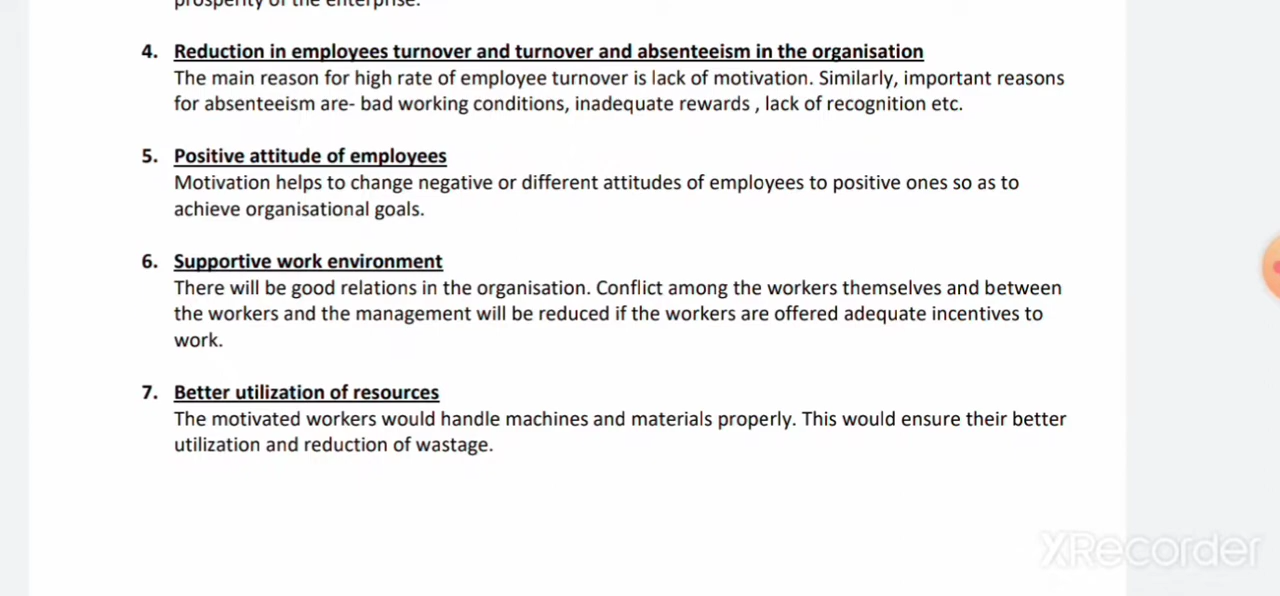 prosperity of the enterprise.
4. Reduction in employees turnover and turnover and absenteeism in the organisation
The main reason for high rate of employee turnover is lack of motivation. Similarly, important reasons
for absenteeism are- bad working conditions, inadequate rewards , lack of recognition etc.
5. Positive attitude of employees
Motivation helps to change negative or different attitudes of employees to positive ones so as to
achieve organisational goals.
6. Supportive work environment
There will be good relations in the organisation. Conflict among the workers themselves and between
the workers and the management will be reduced if the workers are offered adequate incentives to
work.
7. Better utilization of resources
The motivated workers would handle machines and materials properly. This would ensure their better
utilization and reduction of wastage.
XRecorder